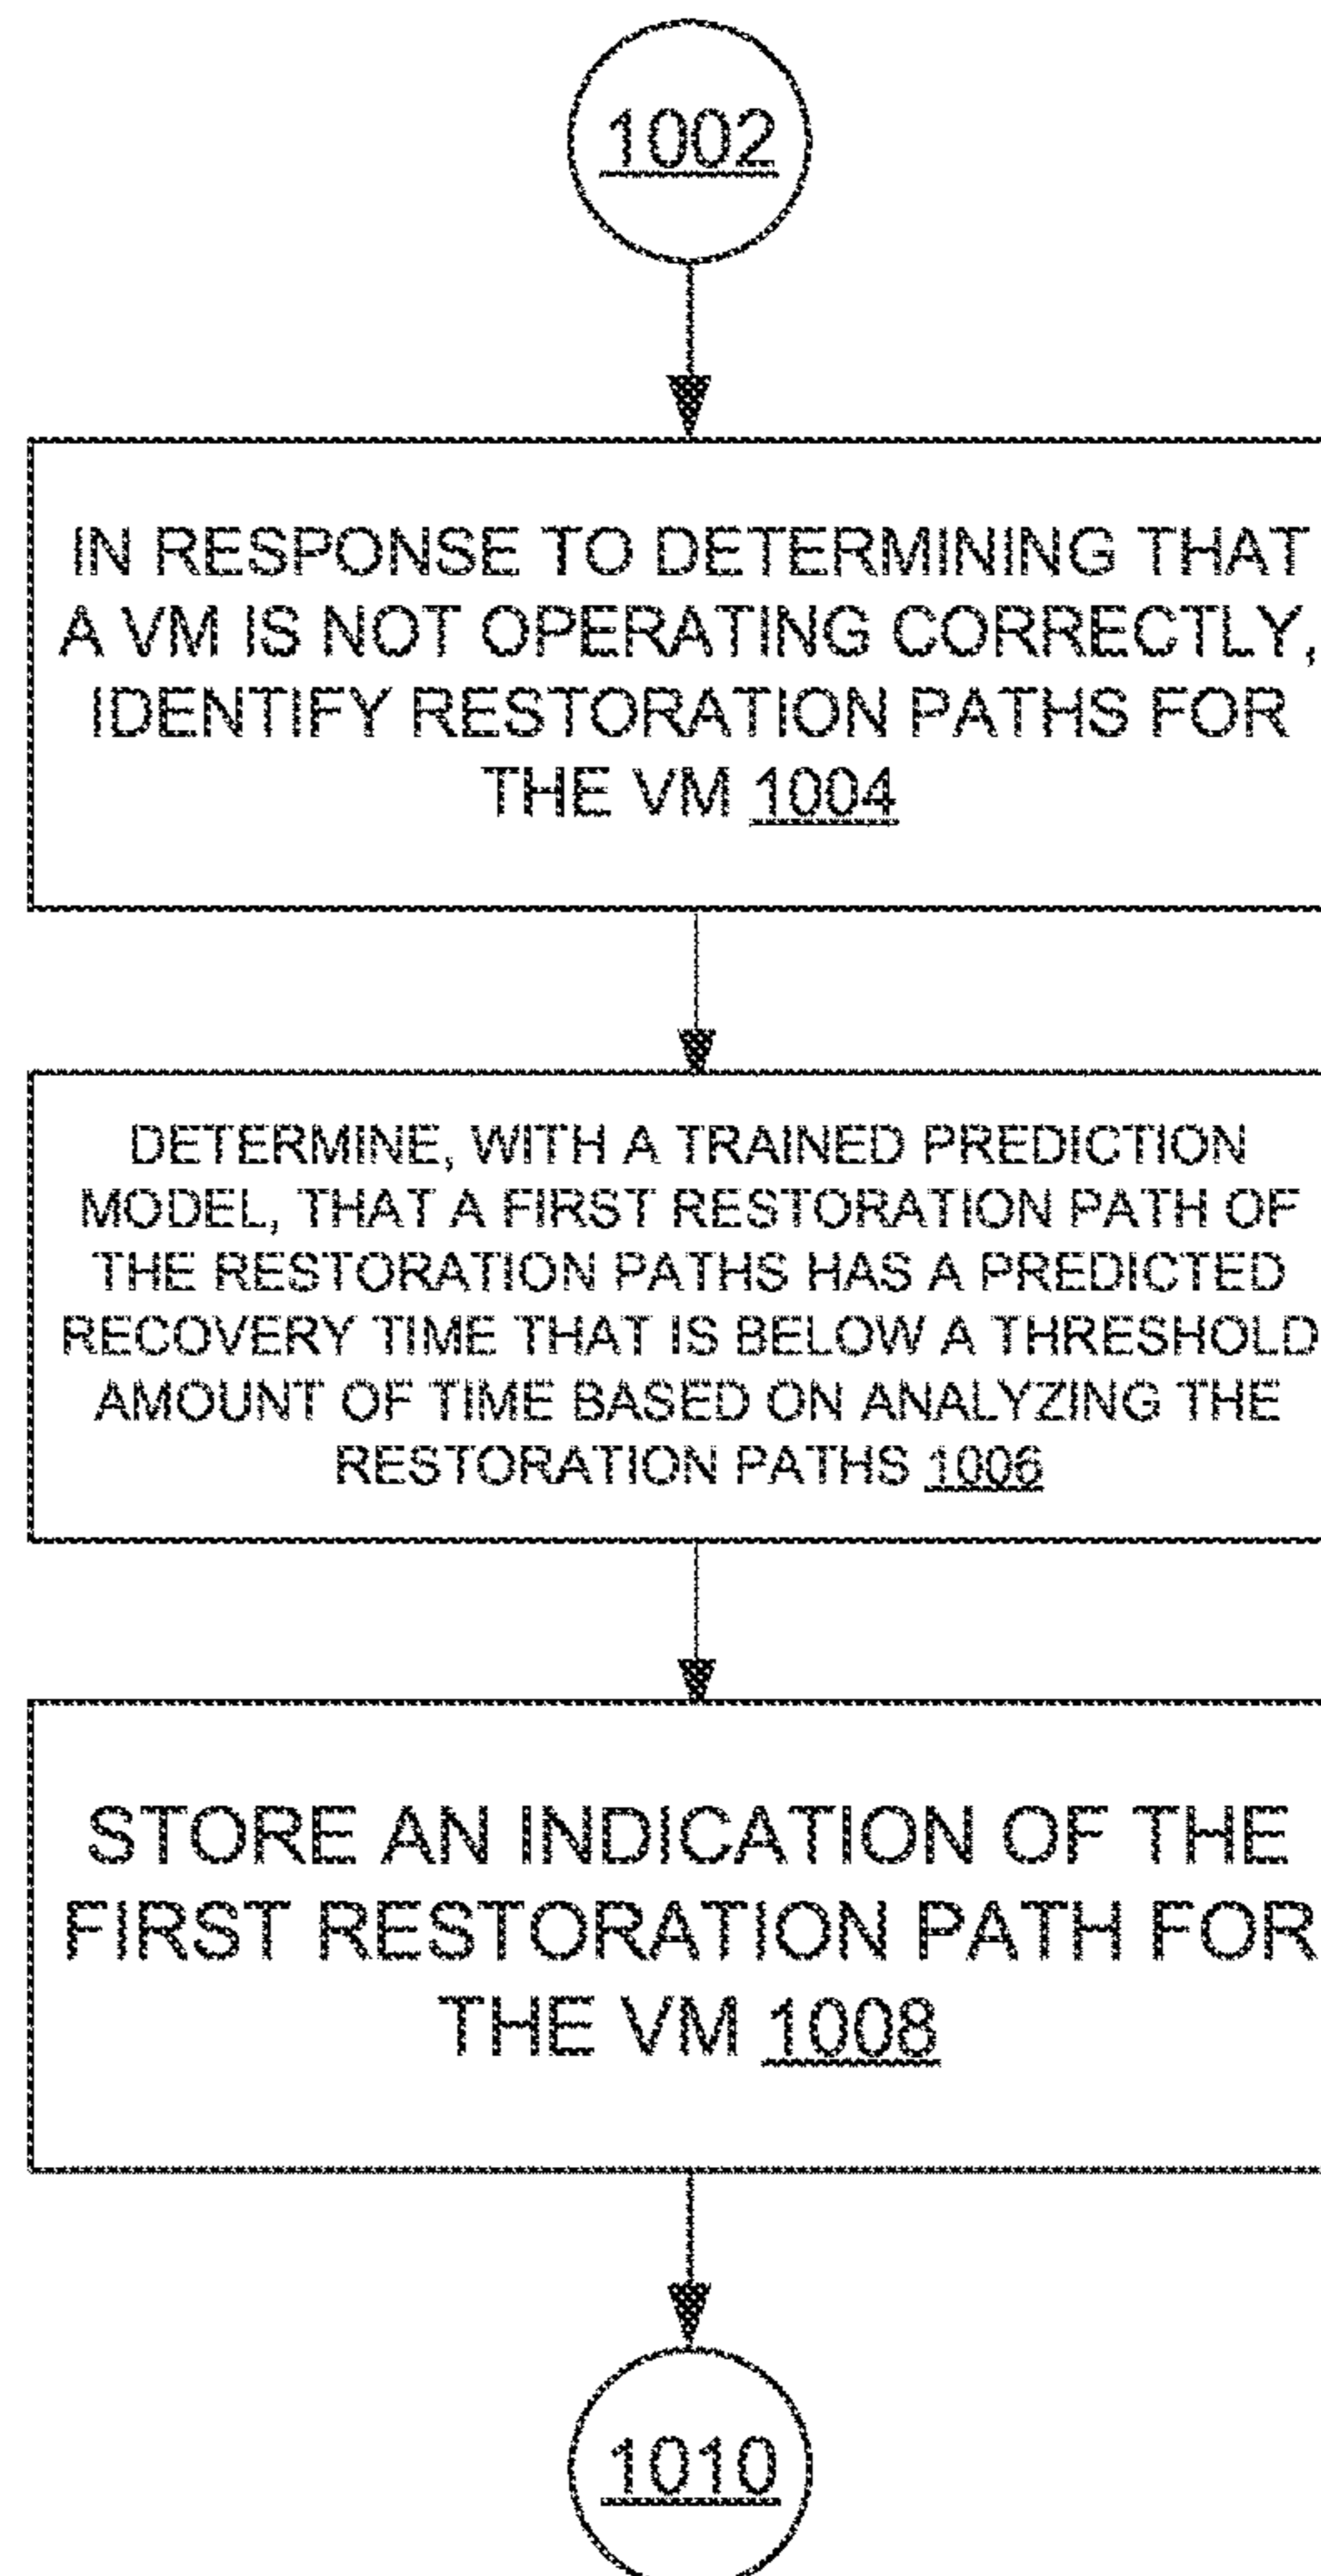 1002
IN RESPONSE TO DETERMINING THAT
A VM IS NOT OPERATING CORRECTLY,
IDENTIFY RESTORATION PATHS FOR
THE VM 1004
DETERMINE, WITH A TRAINED PREDICTION
MODEL, THAT A FIRST RESTORATION PATH OF
THE RESTORATION PATHS HAS A PREDICTED
RECOVERY TIME THAT IS BELOW A THRESHOLD
AMOUNT OF TIME BASED ON ANALYZING THE
RESTORATION PATHS 1006
STORE AN INDICATION OF THE
FIRST RESTORATION PATH FOR
THE VM 1008
1010